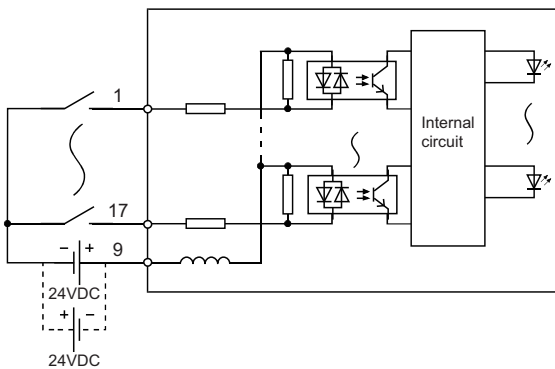 1
Internal
circuit
17
9
− +
24VDC
+ −
24VDC